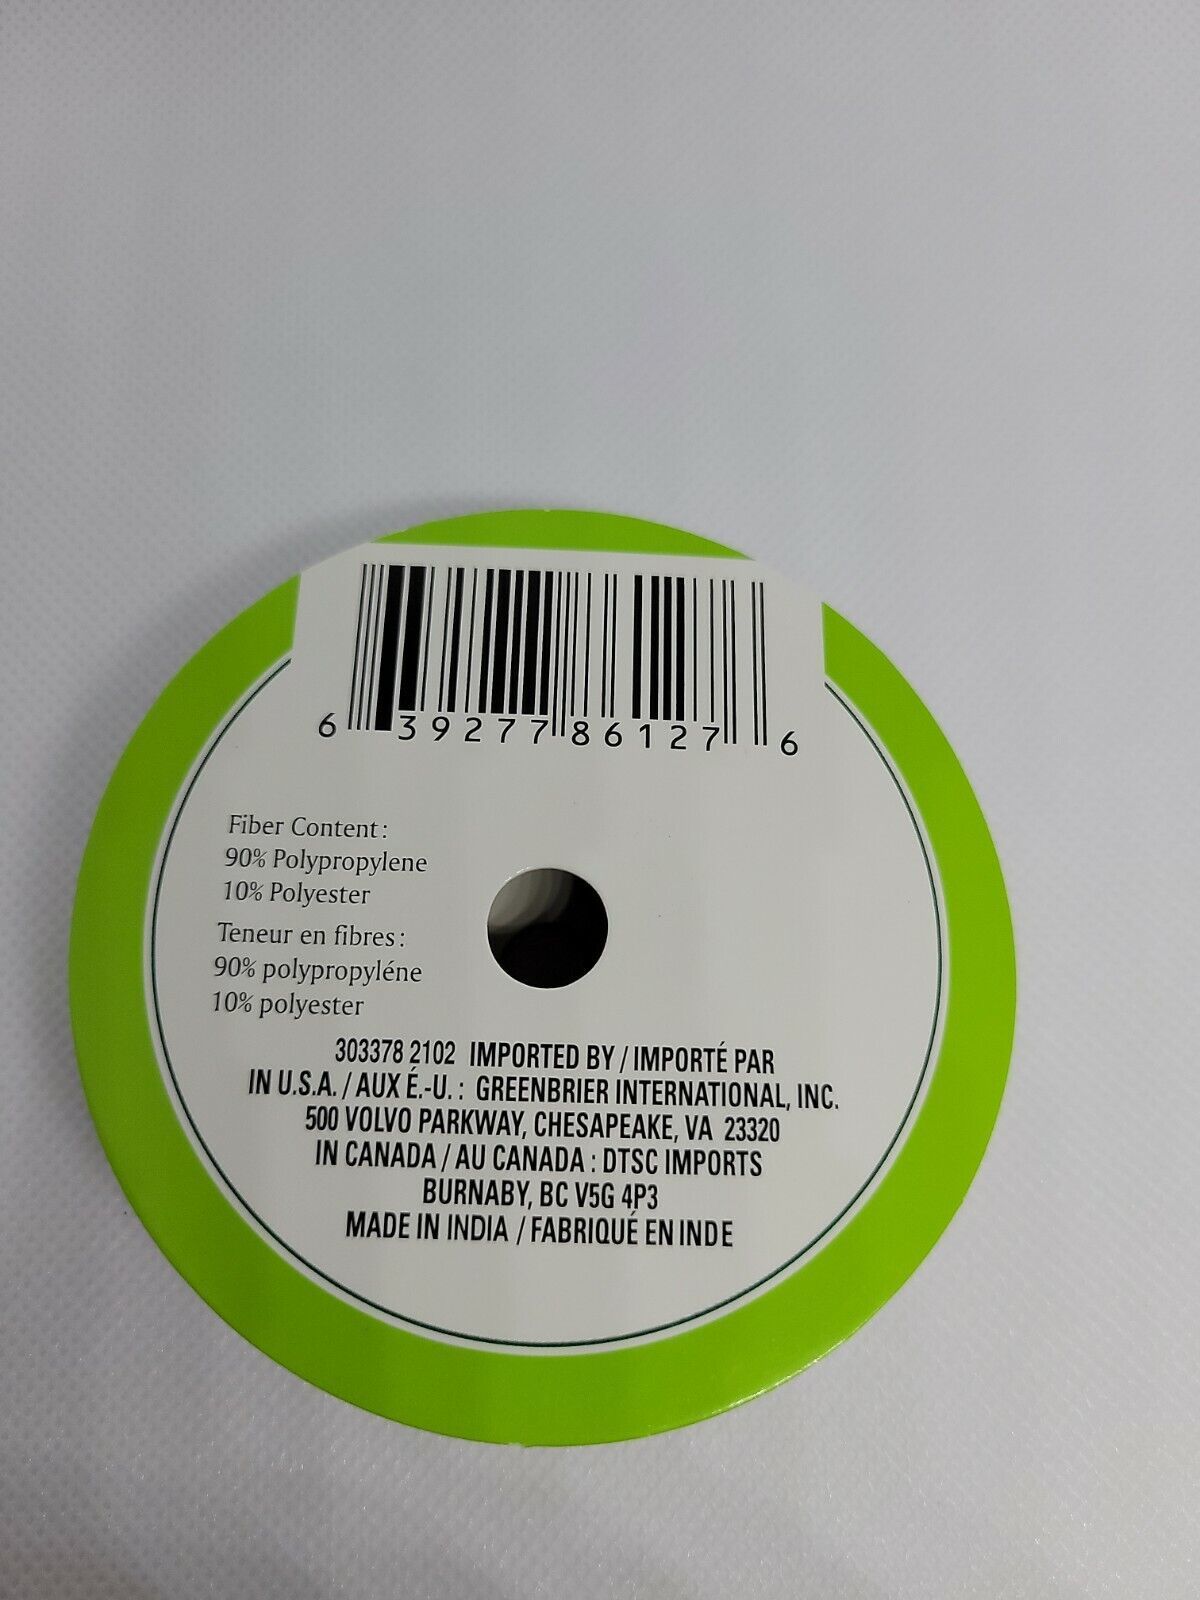 6 39277 86127 6
Fiber Content:
90% Polypropylene
10% Polyester
Teneur en fibres:
90% polypropyléne
10% polyester
303378 2102 IMPORTED BY / IMPORTÉ PAR
IN U.S.A. / AUX É.-U. : GREENBRIER INTERNATIONAL, INC.
500 VOLVO PARKWAY, CHESAPEAKE, VA 23320
IN CANADA / AU CANADA : DTSC IMPORTS
BURNABY, BC V5G 4P3
MADE IN INDIA / FABRIQUÉ EN INDE